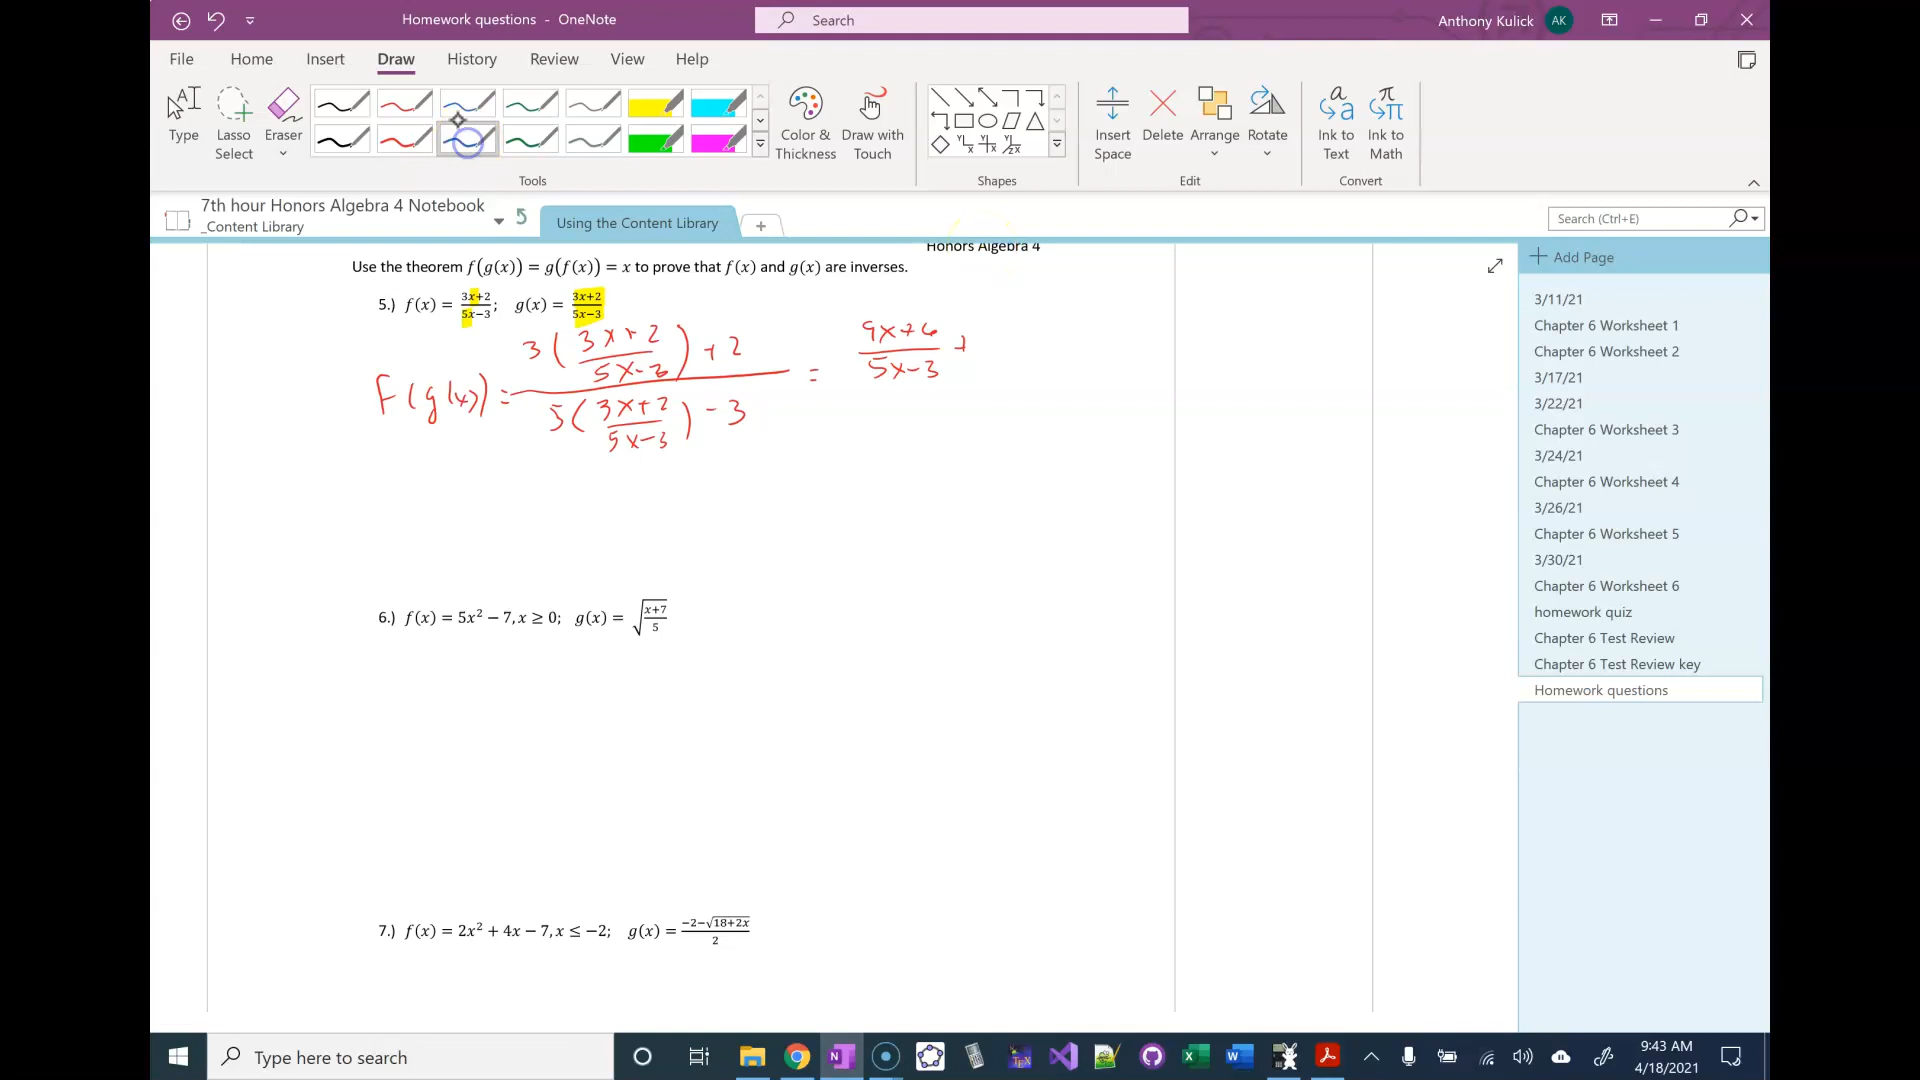 Homework questions - OneNote
Search
Anthony Kulick AK
File Home Insert Draw History Review View Help
Type
Lasso Select
Eraser
Color & Thickness
Draw with Touch
Insert Space
Delete
Arrange
Rotate
Ink to Text
Ink to Math
Tools
Shapes
Edit
Convert
7th hour Honors Algebra 4 Notebook
_Content Library
Using the Content Library
Search (Ctrl+E)
Honors Algebra 4
Use the theorem f(g(x)) = g(f(x)) = x to prove that f(x) and g(x) are inverses.
5.) f(x) = (3x+2)/(5x−3); g(x) = (3x+2)/(5x−3)
F(g(x)) = (3((3x+2)/(5x-3)) + 2)/(5((3x+2)/(5x-3)) - 3) = (9x+6)/(5x-3) +
6.) f(x) = 5x² − 7, x ≥ 0; g(x) = √((x+7)/5)
7.) f(x) = 2x² + 4x − 7, x ≤ −2; g(x) = (−2−√(18+2x))/2
Add Page
3/11/21
Chapter 6 Worksheet 1
Chapter 6 Worksheet 2
3/17/21
3/22/21
Chapter 6 Worksheet 3
3/24/21
Chapter 6 Worksheet 4
3/26/21
Chapter 6 Worksheet 5
3/30/21
Chapter 6 Worksheet 6
homework quiz
Chapter 6 Test Review
Chapter 6 Test Review key
Homework questions
Type here to search
9:43 AM
4/18/2021